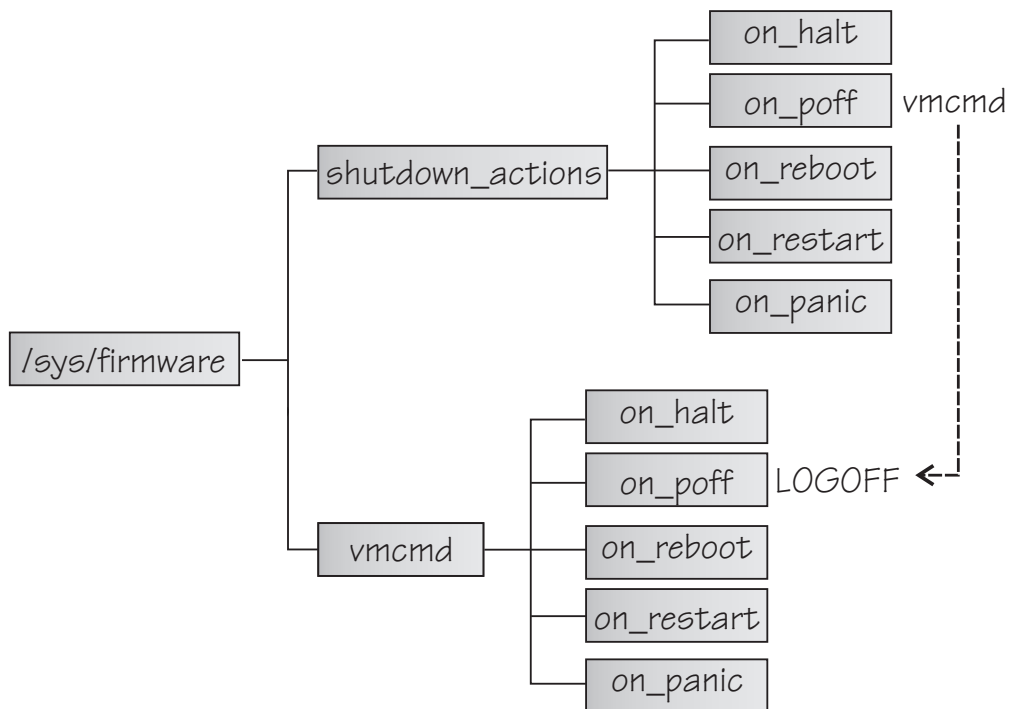 on_halt
on_poff vmcmd
shutdown_actions on_reboot
on_restart
on_panic
/sys/firmware
on_halt
on_poff LOGOFF
vmcmd on_reboot
on_restart
on_panic